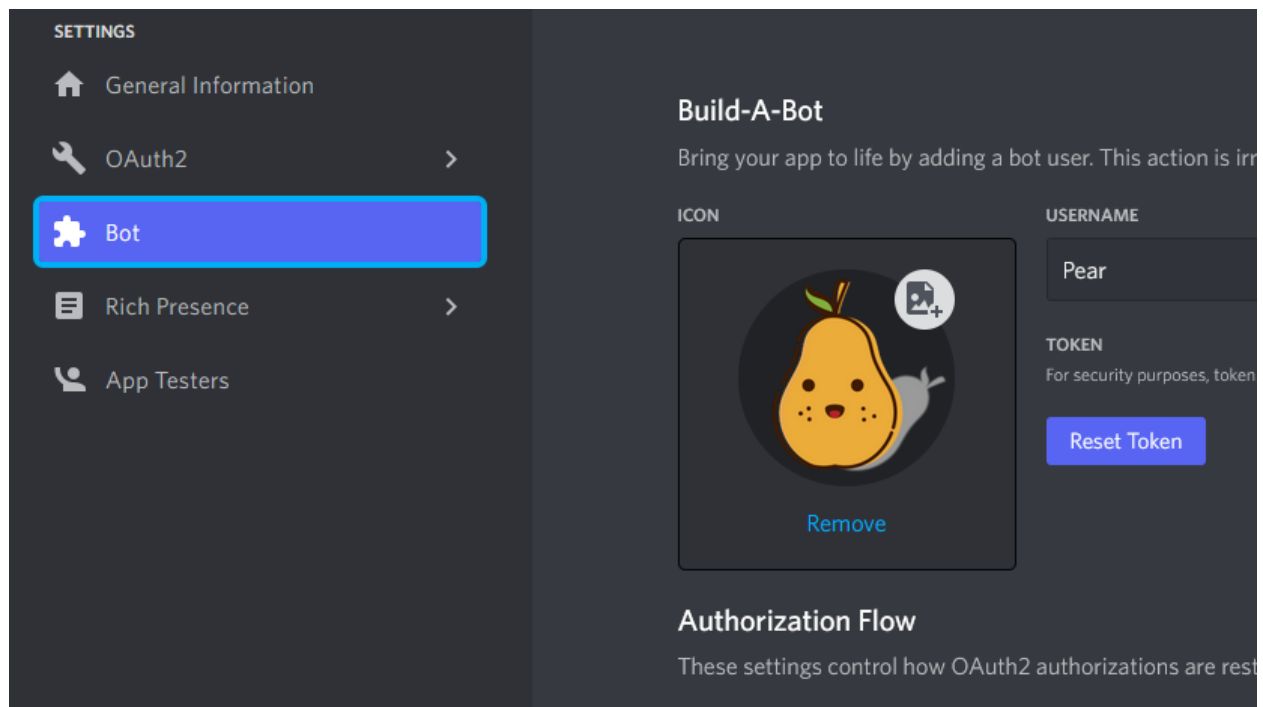 SETTINGS
General Information
OAuth2
Bot
Rich Presence
App Testers
Build-A-Bot
Bring your app to life by adding a bot user. This action is
ICON
USERNAME
Pear
TOKEN
For security purposes, token
Reset Token
Remove
Authorization Flow
These settings control how OAuth2 authorizations are